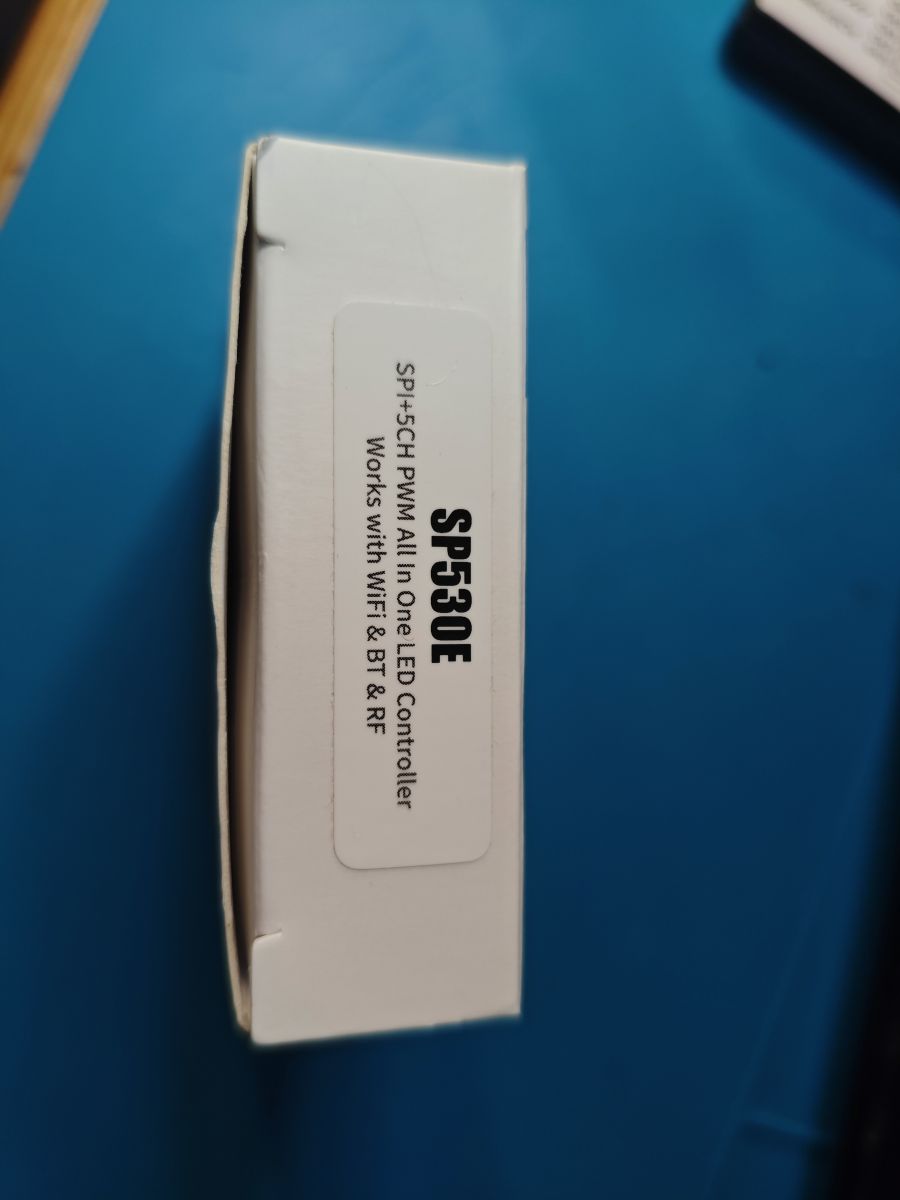 SP530E
SPI+5CH PWM All In One LED Controller
Works with WiFi & BT & RF